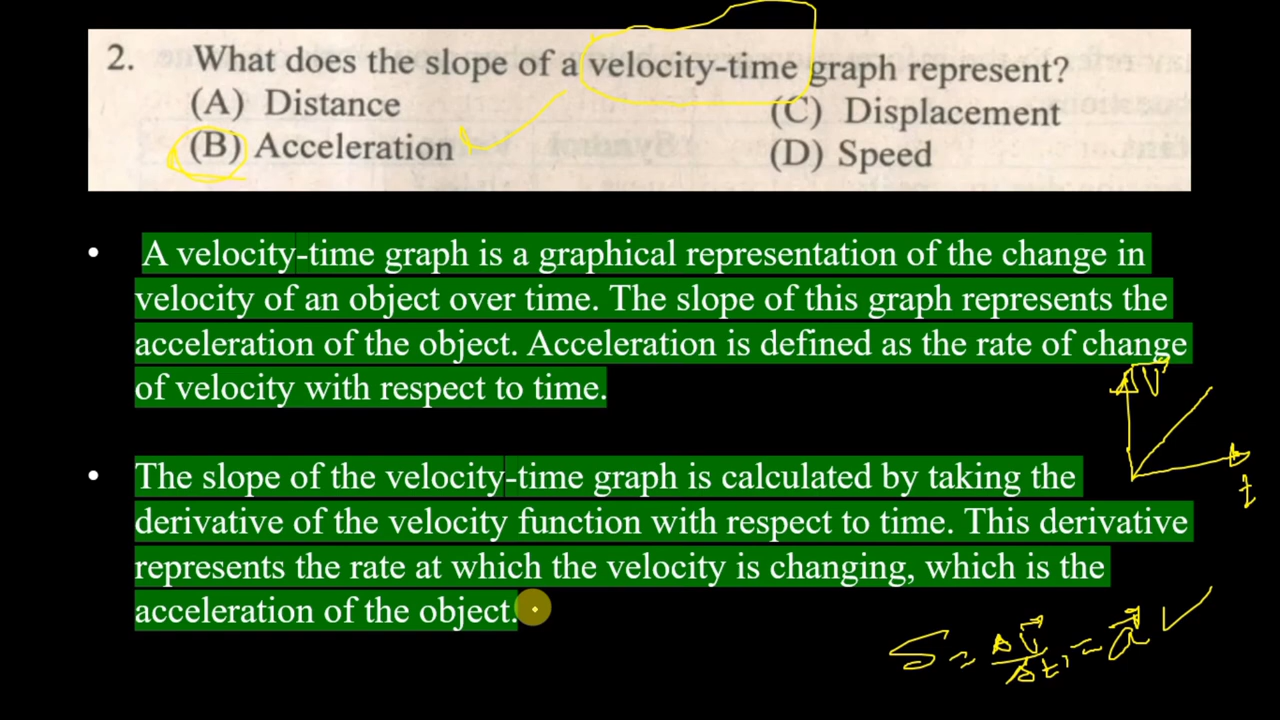 2. What does the slope of a velocity-time graph represent?
(A) Distance (C) Displacement
(B) Acceleration (D) Speed
• A velocity-time graph is a graphical representation of the change in
velocity of an object over time. The slope of this graph represents the
acceleration of the object. Acceleration is defined as the rate of change
of velocity with respect to time.
V
t
• The slope of the velocity-time graph is calculated by taking the
derivative of the velocity function with respect to time. This derivative
represents the rate at which the velocity is changing, which is the
acceleration of the object.
S = Δv⃗/Δt = a⃗